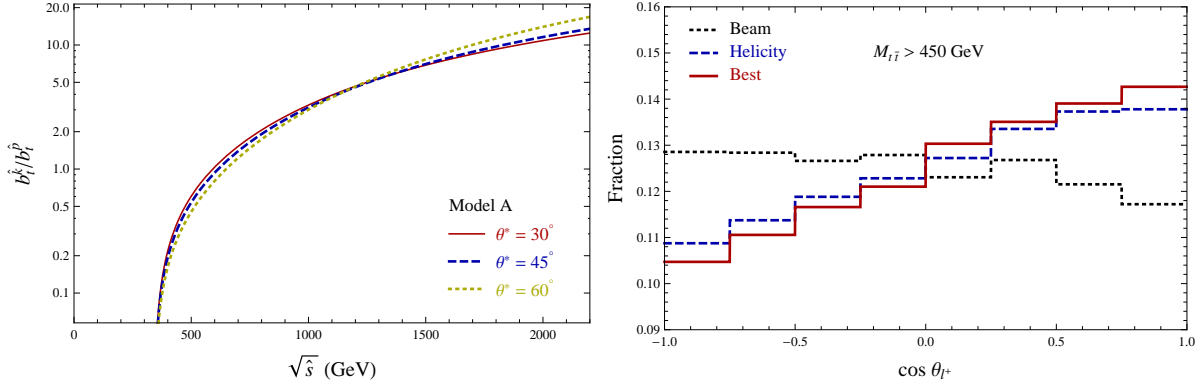 20.0
10.0
5.0
2.0
1.0
0.5
0.2
0.1
b_t^k̂/b_t^p̂
Model A
θ* = 30°
θ* = 45°
θ* = 60°
0 500 1000 1500 2000
√ŝ (GeV)
0.16
0.15
0.14
0.13
0.12
0.11
0.10
0.09
Fraction
Beam
Helicity
Best
M_{tt̄} > 450 GeV
−1.0 −0.5 0.0 0.5 1.0
cos θ_{l⁺}